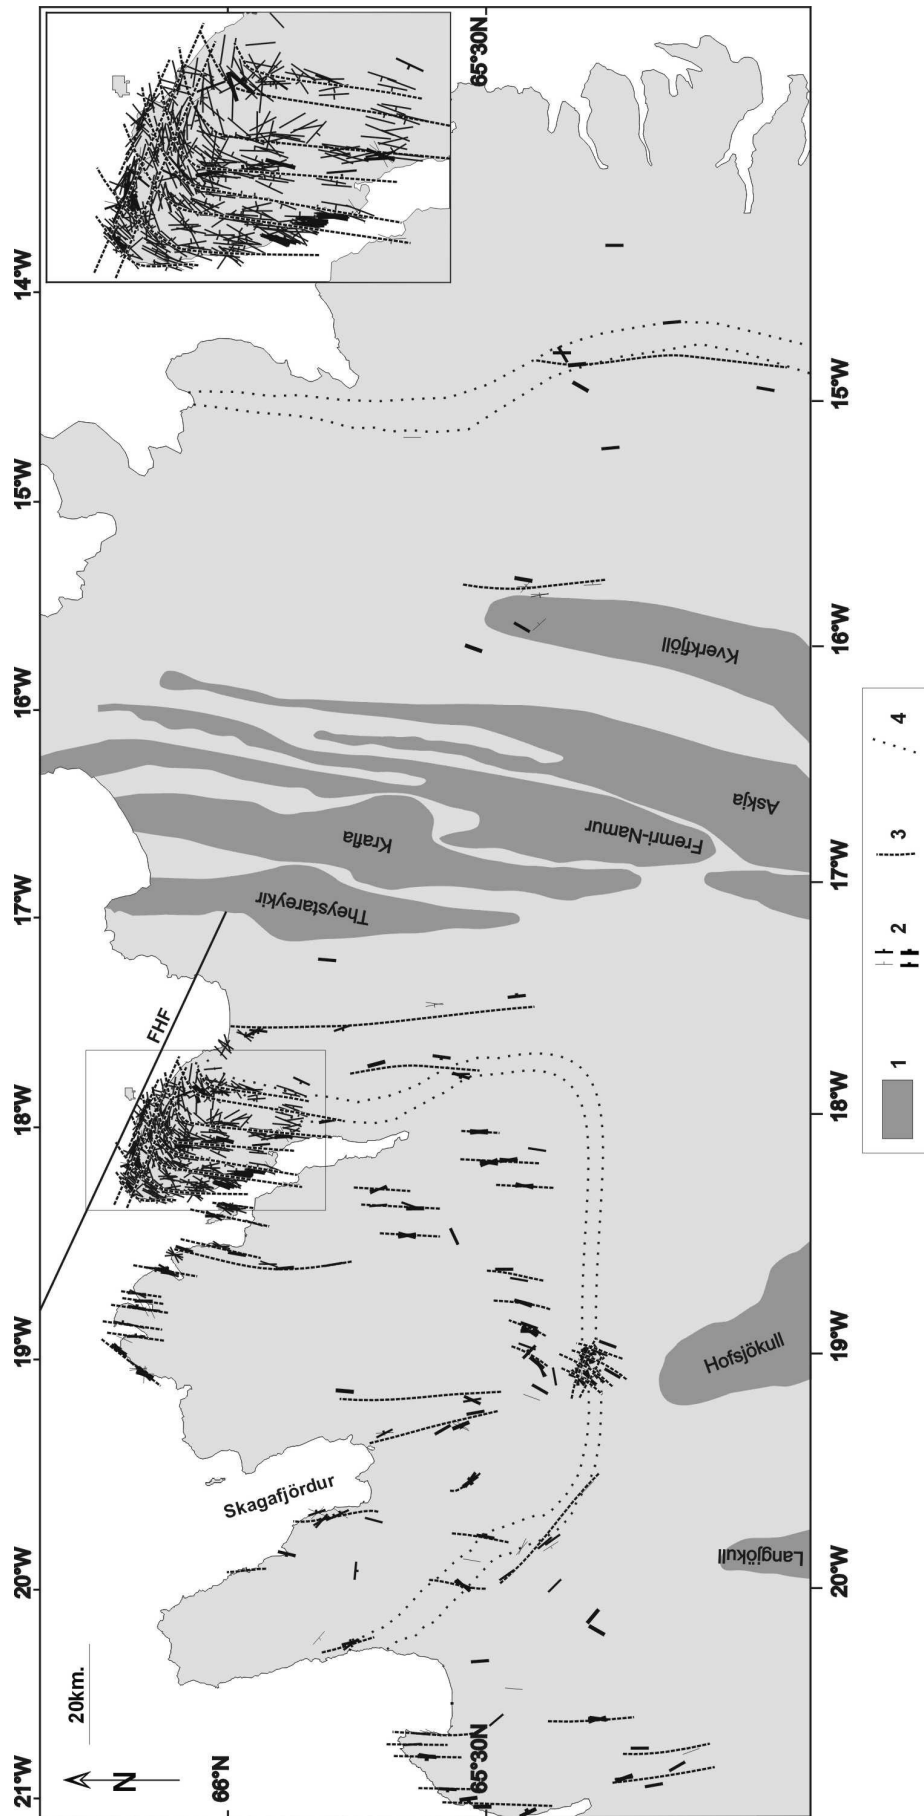 14°W
15°W
16°W
17°W
18°W
19°W
20°W
21°W
65°30N
FHF
Theystareykir
Krafla
Fremri-Namur
Askja
Kverkfjöll
Skagafjördur
Hofsjökull
Langjökull
20km.
N
66°N
65°30N
15°W
16°W
17°W
18°W
19°W
20°W
1
2
3
4